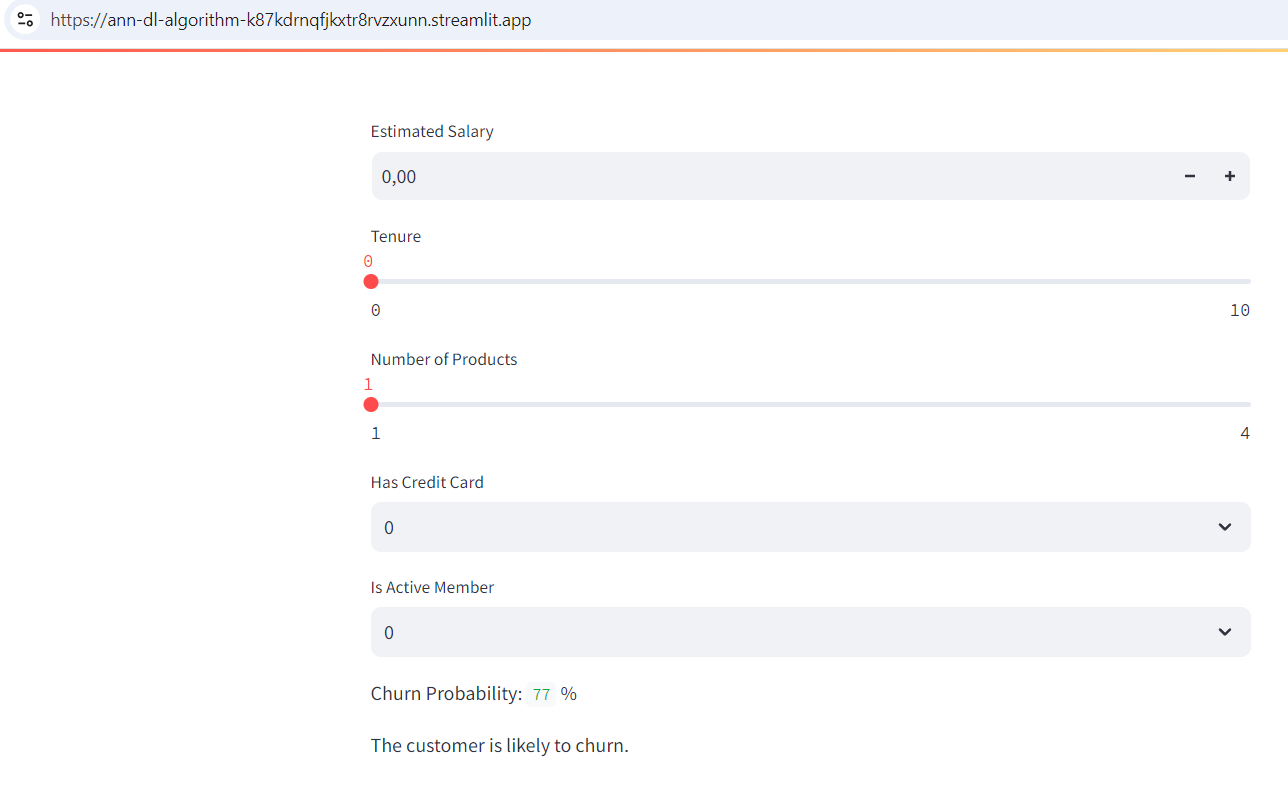 https://ann-dl-algorithm-k87kdrnqfjkxtr8rvzxunn.streamlit.app
Estimated Salary
0,00
Tenure
0
0 10
Number of Products
1
1 4
Has Credit Card
0
Is Active Member
0
Churn Probability: 77 %
The customer is likely to churn.